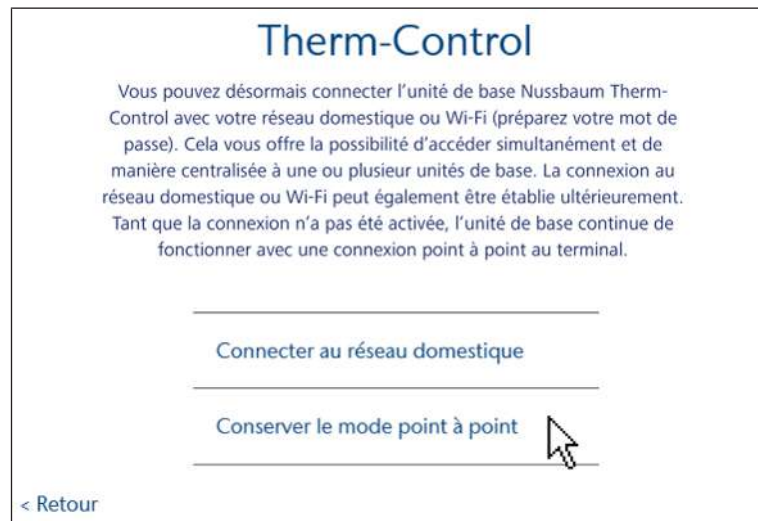 Therm-Control
Vous pouvez désormais connecter l'unité de base Nussbaum Therm-
Control avec votre réseau domestique ou Wi-Fi (préparez votre mot de
passe). Cela vous offre la possibilité d'accéder simultanément et de
manière centralisée à une ou plusieur unités de base. La connexion au
réseau domestique ou Wi-Fi peut également être établie ultérieurement.
Tant que la connexion n'a pas été activée, l'unité de base continue de
fonctionner avec une connexion point à point au terminal.
Connecter au réseau domestique
Conserver le mode point à point
< Retour